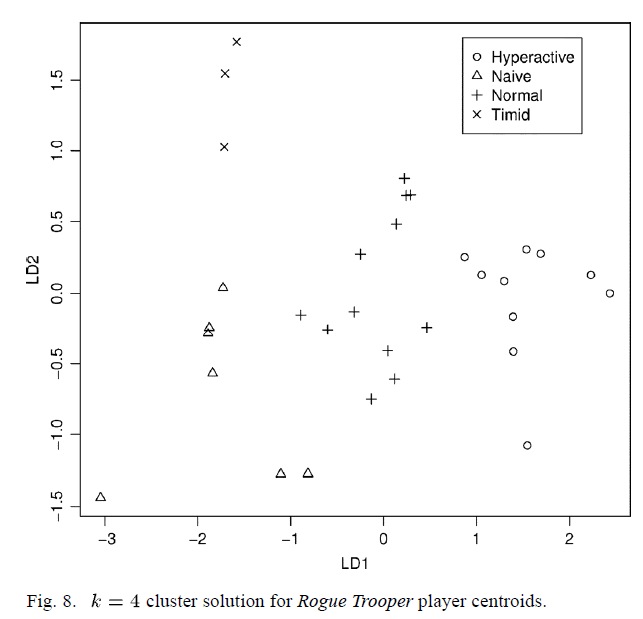 Hyperactive
Naive
Normal
Timid
1.5
1.0
0.5
0.0
−0.5
−1.0
−1.5
LD2
−3
−2
−1
0
1
2
LD1
Fig. 8. k = 4 cluster solution for Rogue Trooper player centroids.